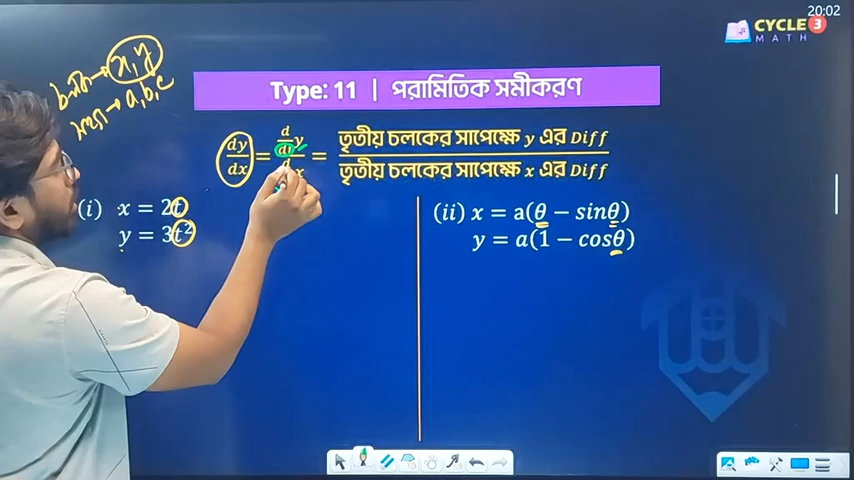 20:02
CYCLE 3
MATH
চলক → x, y
সংখ্যা → a, b, c
Type: 11 | পরামিতিক সমীকরণ
dy/dx = d/dt y / d/ x = তৃতীয় চলকের সাপেক্ষে y এর Diff / তৃতীয় চলকের সাপেক্ষে x এর Diff
(i) x = 2t
y = 3t²
(ii) x = a(θ − sinθ)
y = a(1 − cosθ)